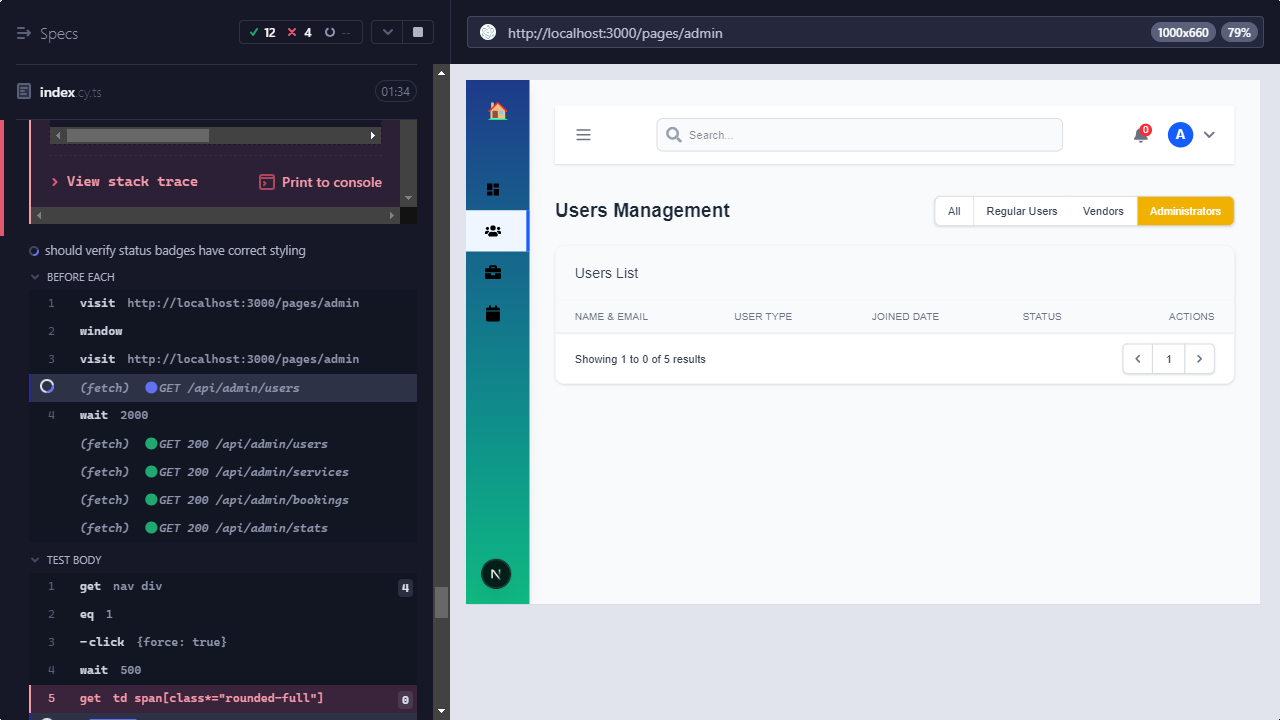 Specs
12 4 --
index.cy.ts
01:34
View stack trace
Print to console
should verify status badges have correct styling
BEFORE EACH
1 visit http://localhost:3000/pages/admin
2 window
3 visit http://localhost:3000/pages/admin
(fetch) GET /api/admin/users
4 wait 2000
(fetch) GET 200 /api/admin/users
(fetch) GET 200 /api/admin/services
(fetch) GET 200 /api/admin/bookings
(fetch) GET 200 /api/admin/stats
TEST BODY
1 get nav div 4
2 eq 1
3 -click {force: true}
4 wait 500
5 get td span[class*="rounded-full"] 0
http://localhost:3000/pages/admin
1000x660 79%
Search...
0
A
Users Management
All Regular Users Vendors Administrators
Users List
NAME & EMAIL USER TYPE JOINED DATE STATUS ACTIONS
Showing 1 to 0 of 5 results
1
N